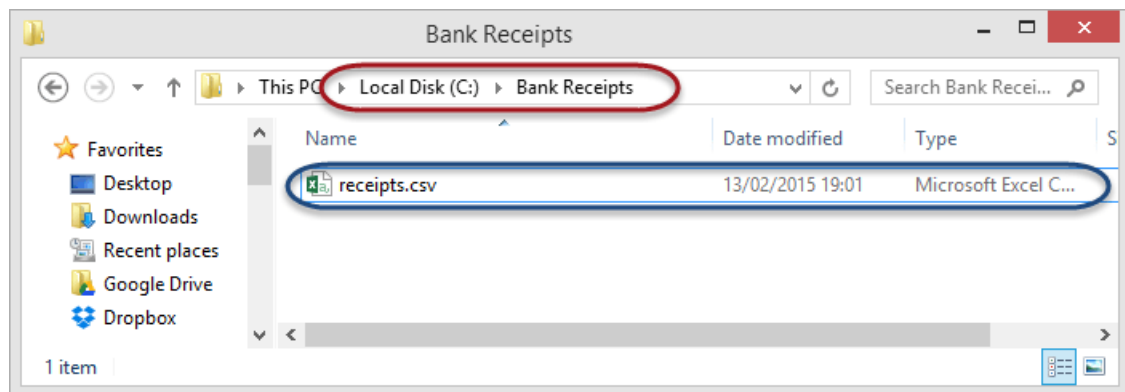 Bank Receipts
This PC Local Disk (C:) Bank Receipts Search Bank Recei...
Favorites Name Date modified Type S
Desktop receipts.csv 13/02/2015 19:01 Microsoft Excel C...
Downloads
Recent places
Google Drive
Dropbox
1 item